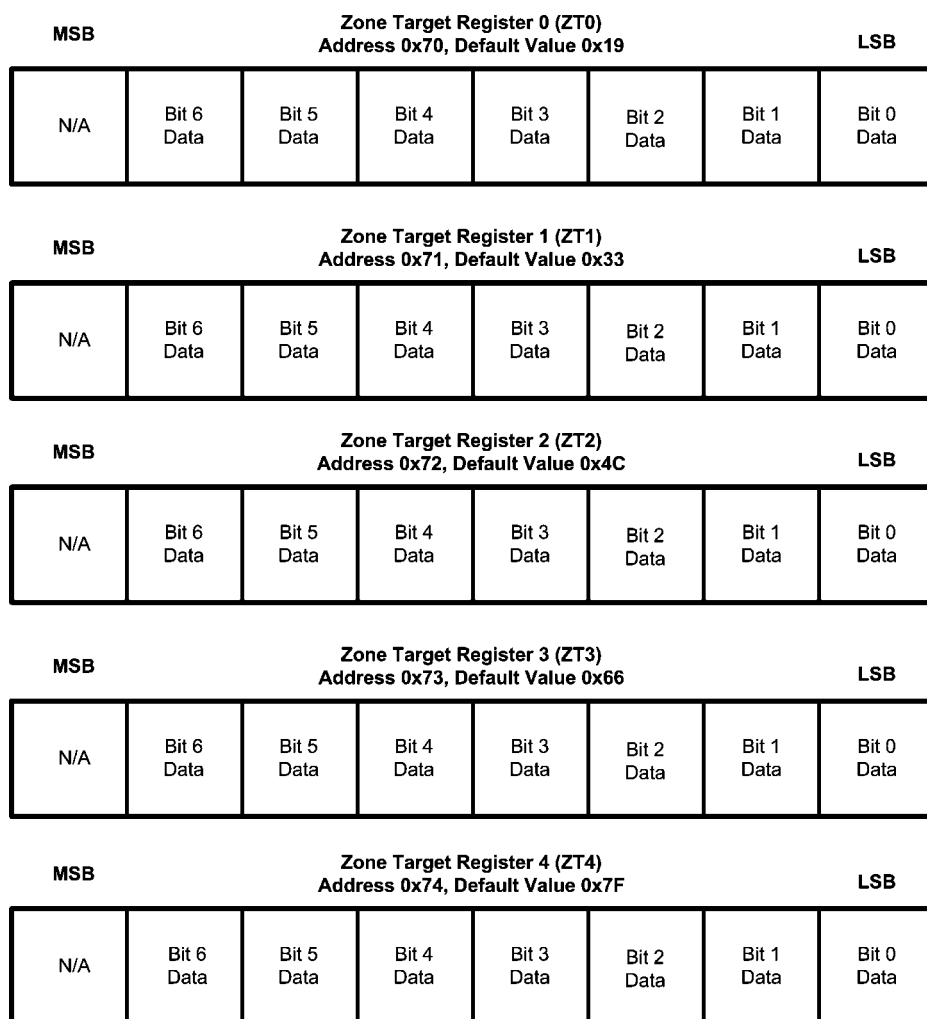 MSB
Zone Target Register 0 (ZT0)
Address 0x70, Default Value 0x19
LSB
N/A
Bit 6 Data
Bit 5 Data
Bit 4 Data
Bit 3 Data
Bit 2 Data
Bit 1 Data
Bit 0 Data
MSB
Zone Target Register 1 (ZT1)
Address 0x71, Default Value 0x33
LSB
N/A
Bit 6 Data
Bit 5 Data
Bit 4 Data
Bit 3 Data
Bit 2 Data
Bit 1 Data
Bit 0 Data
MSB
Zone Target Register 2 (ZT2)
Address 0x72, Default Value 0x4C
LSB
N/A
Bit 6 Data
Bit 5 Data
Bit 4 Data
Bit 3 Data
Bit 2 Data
Bit 1 Data
Bit 0 Data
MSB
Zone Target Register 3 (ZT3)
Address 0x73, Default Value 0x66
LSB
N/A
Bit 6 Data
Bit 5 Data
Bit 4 Data
Bit 3 Data
Bit 2 Data
Bit 1 Data
Bit 0 Data
MSB
Zone Target Register 4 (ZT4)
Address 0x74, Default Value 0x7F
LSB
N/A
Bit 6 Data
Bit 5 Data
Bit 4 Data
Bit 3 Data
Bit 2 Data
Bit 1 Data
Bit 0 Data